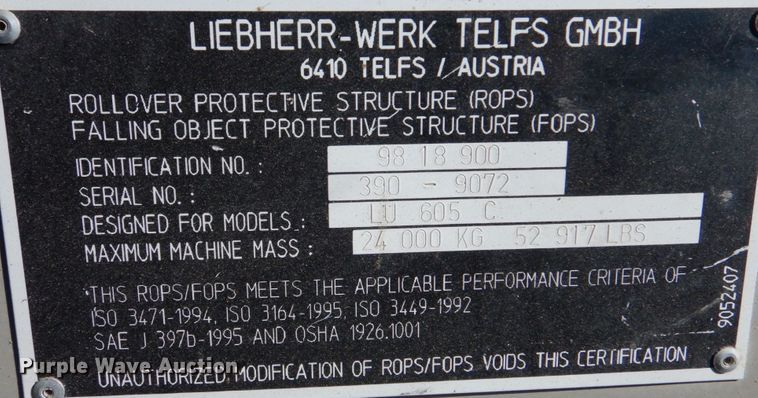 LIEBHERR-WERK TELFS GMBH
6410 TELFS / AUSTRIA
ROLLOVER PROTECTIVE STRUCTURE (ROPS)
FALLING OBJECT PROTECTIVE STRUCTURE (FOPS)
IDENTIFICATION NO. : 98 18 900
SERIAL NO. : 390 - 9072
DESIGNED FOR MODELS : LU 605 C
MAXIMUM MACHINE MASS : 24 000 KG 52 917 LBS
THIS ROPS/FOPS MEETS THE APPLICABLE PERFORMANCE CRITERIA OF
ISO 3471-1994, ISO 3164-1995, ISO 3449-1992
SAE J 397b-1995 AND OSHA 1926.1001
UNAUTHORIZED MODIFICATION OF ROPS/FOPS VOIDS THIS CERTIFICATION
9052407
Purple Wave Auction.